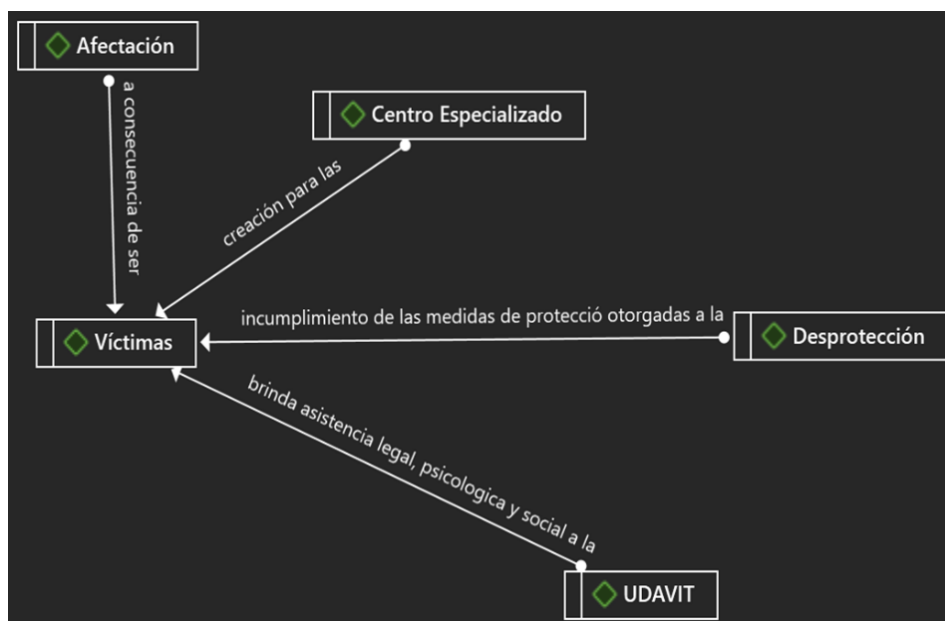 Afectación
a consecuencia de ser
Centro Especializado
creación para las
incumplimiento de las medidas de protecció otorgadas a la
Víctimas
Desprotección
brinda asistencia legal, psicologica y social a la
UDAVIT